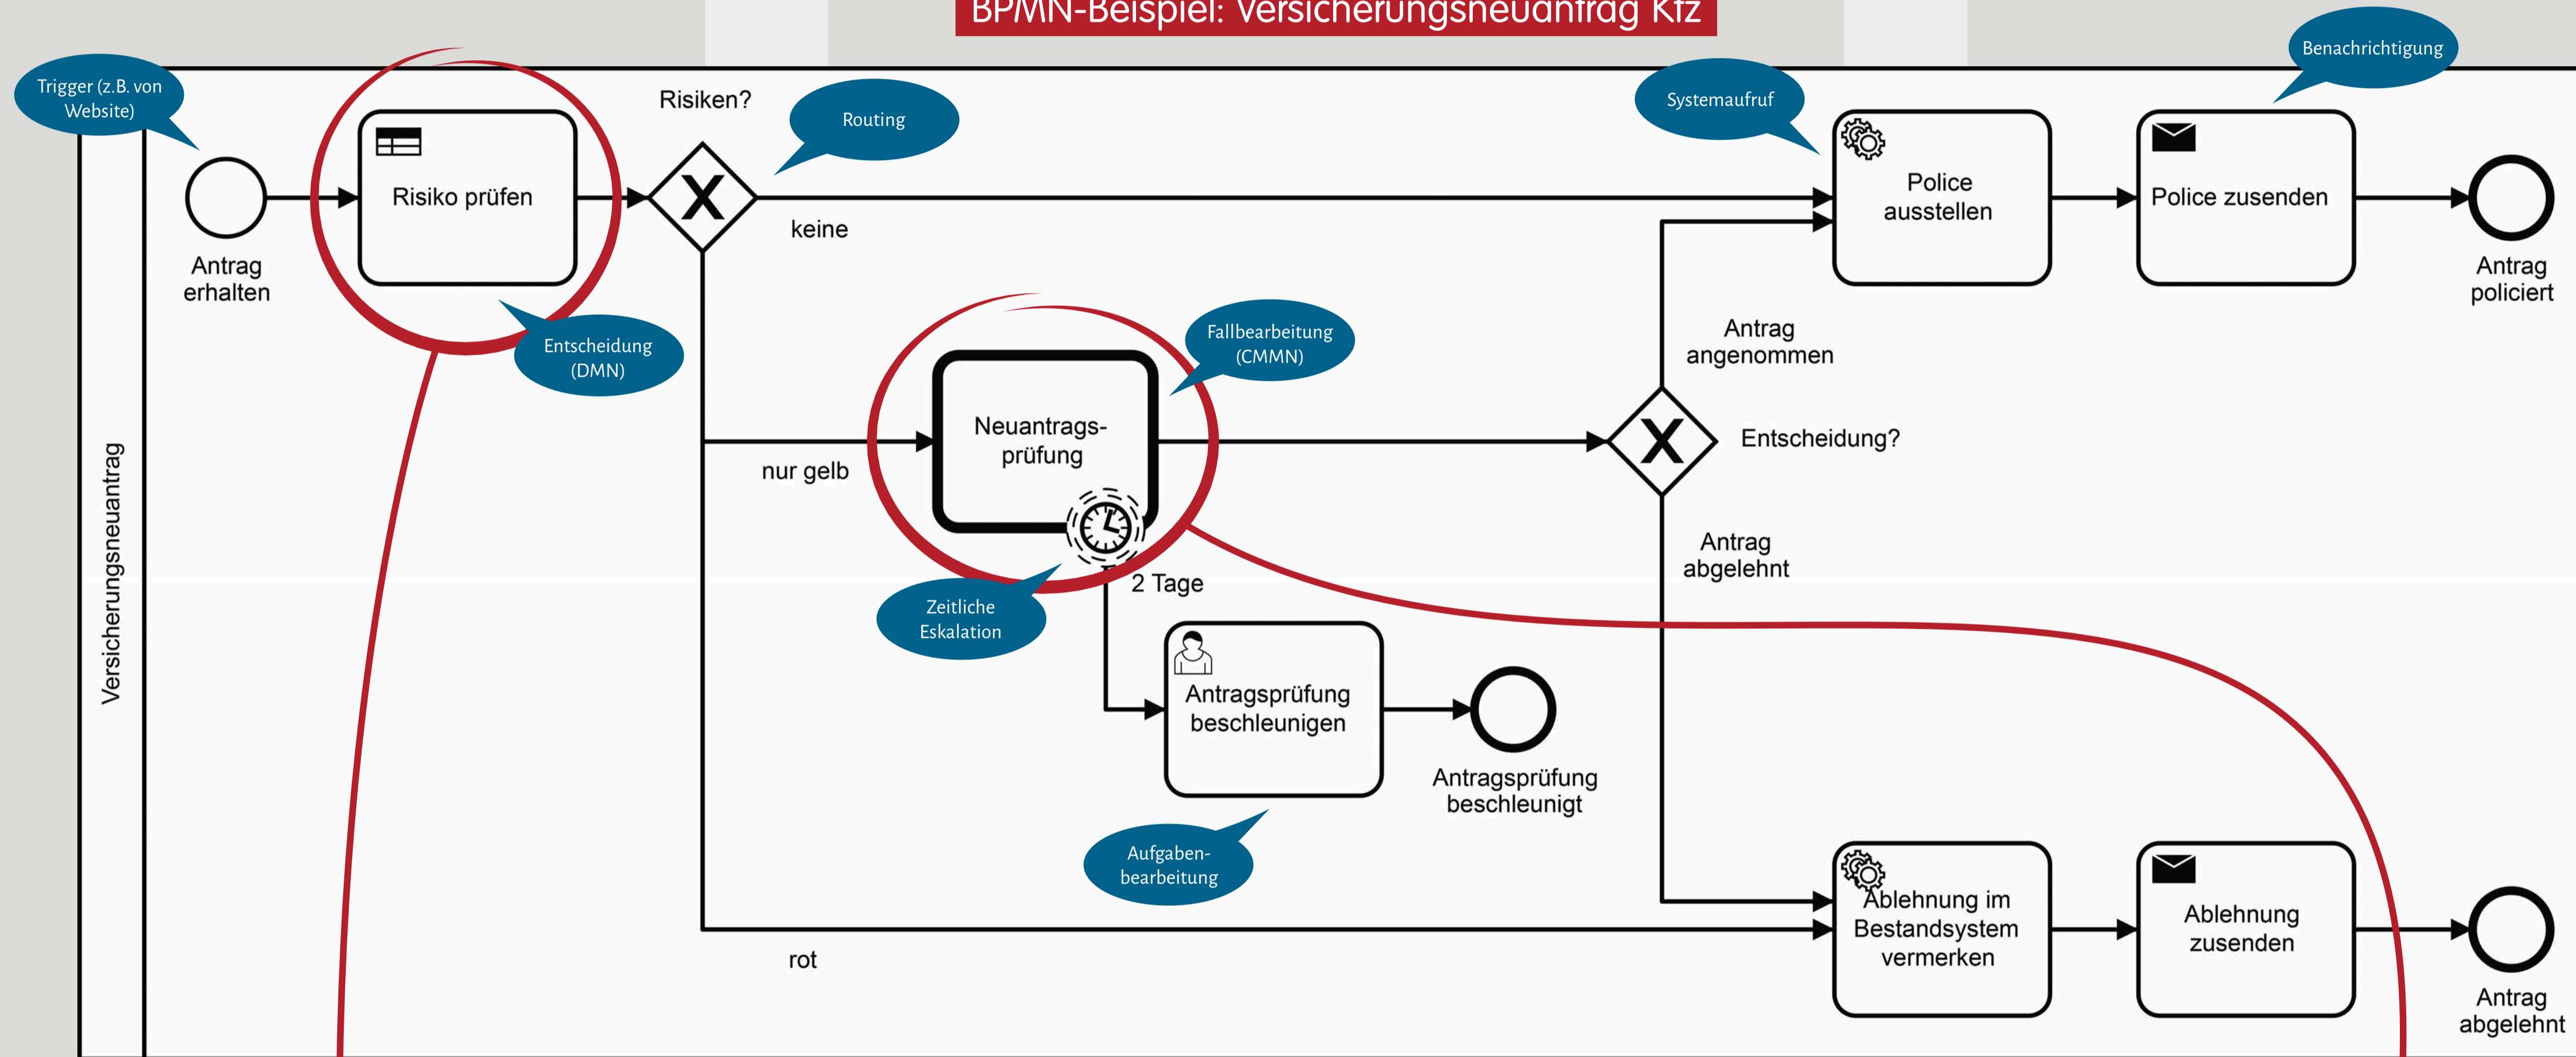 BPMN-Beispiel: Versicherungsneuantrag Kfz
Trigger (z.B. von
Website)
Risiken?
Routing
Systemaufruf
Benachrichtigung
Risiko prüfen
Police
ausstellen
Police zusenden
keine
Antrag
erhalten
Antrag
policiert
Entscheidung
(DMN)
Fallbearbeitung
(CMMN)
Antrag
angenommen
Neuantrags-
prüfung
Entscheidung?
nur gelb
Versicherungsneuantrag
Antrag
abgelehnt
2 Tage
Zeitliche
Eskalation
Antragsprüfung
beschleunigen
Antragsprüfung
beschleunigt
Aufgaben-
bearbeitung
Ablehnung im
Bestandsystem
vermerken
Ablehnung
zusenden
rot
Antrag
abgelehnt